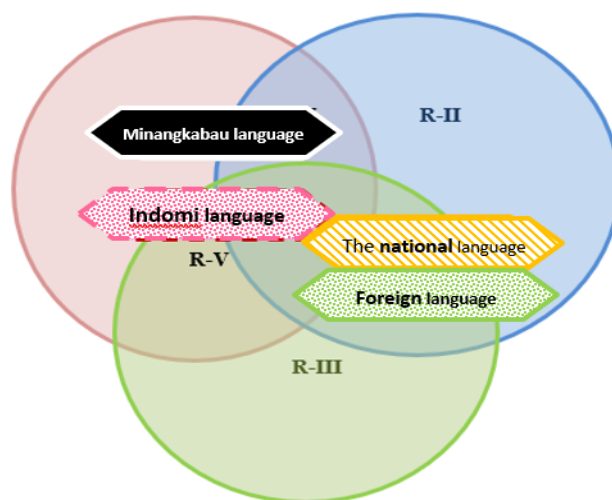 R-II
Minangkabau language
Indomi language
The national language
R-V
Foreign language
R-III